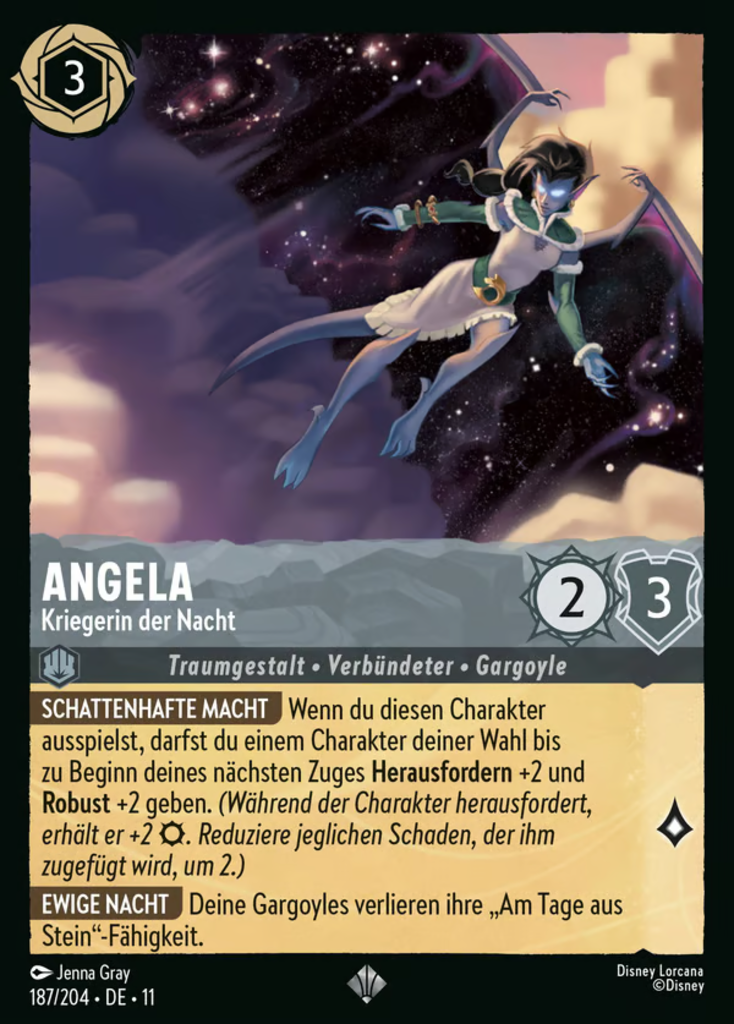 3
ANGELA
Kriegerin der Nacht
2
3
Traumgestalt • Verbündeter • Gargoyle
SCHATTENHAFTE MACHT Wenn du diesen Charakter
ausspielst, darfst du einem Charakter deiner Wahl bis
zu Beginn deines nächsten Zuges Herausfordern +2 und
Robust +2 geben. (Während der Charakter herausfordert,
erhält er +2 . Reduziere jeglichen Schaden, der ihm
zugefügt wird, um 2.)
EWIGE NACHT Deine Gargoyles verlieren ihre „Am Tage aus
Stein“-Fähigkeit.
Jenna Gray
187/204 • DE • 11
Disney Lorcana
©Disney